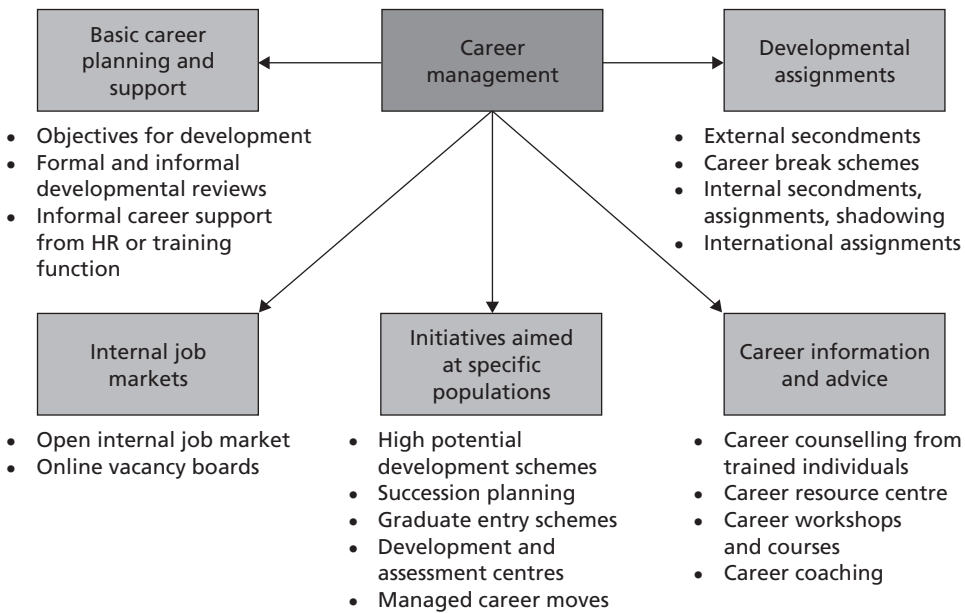 Basic career
planning and
support
Career
management
Developmental
assignments
• Objectives for development
• Formal and informal
developmental reviews
• Informal career support
from HR or training
function
• External secondments
• Career break schemes
• Internal secondments,
assignments, shadowing
• International assignments
Internal job
markets
Initiatives aimed
at specific
populations
Career information
and advice
• Open internal job market
• Online vacancy boards
• High potential
development schemes
• Succession planning
• Graduate entry schemes
• Development and
assessment centres
• Managed career moves
• Career counselling from
trained individuals
• Career resource centre
• Career workshops
and courses
• Career coaching